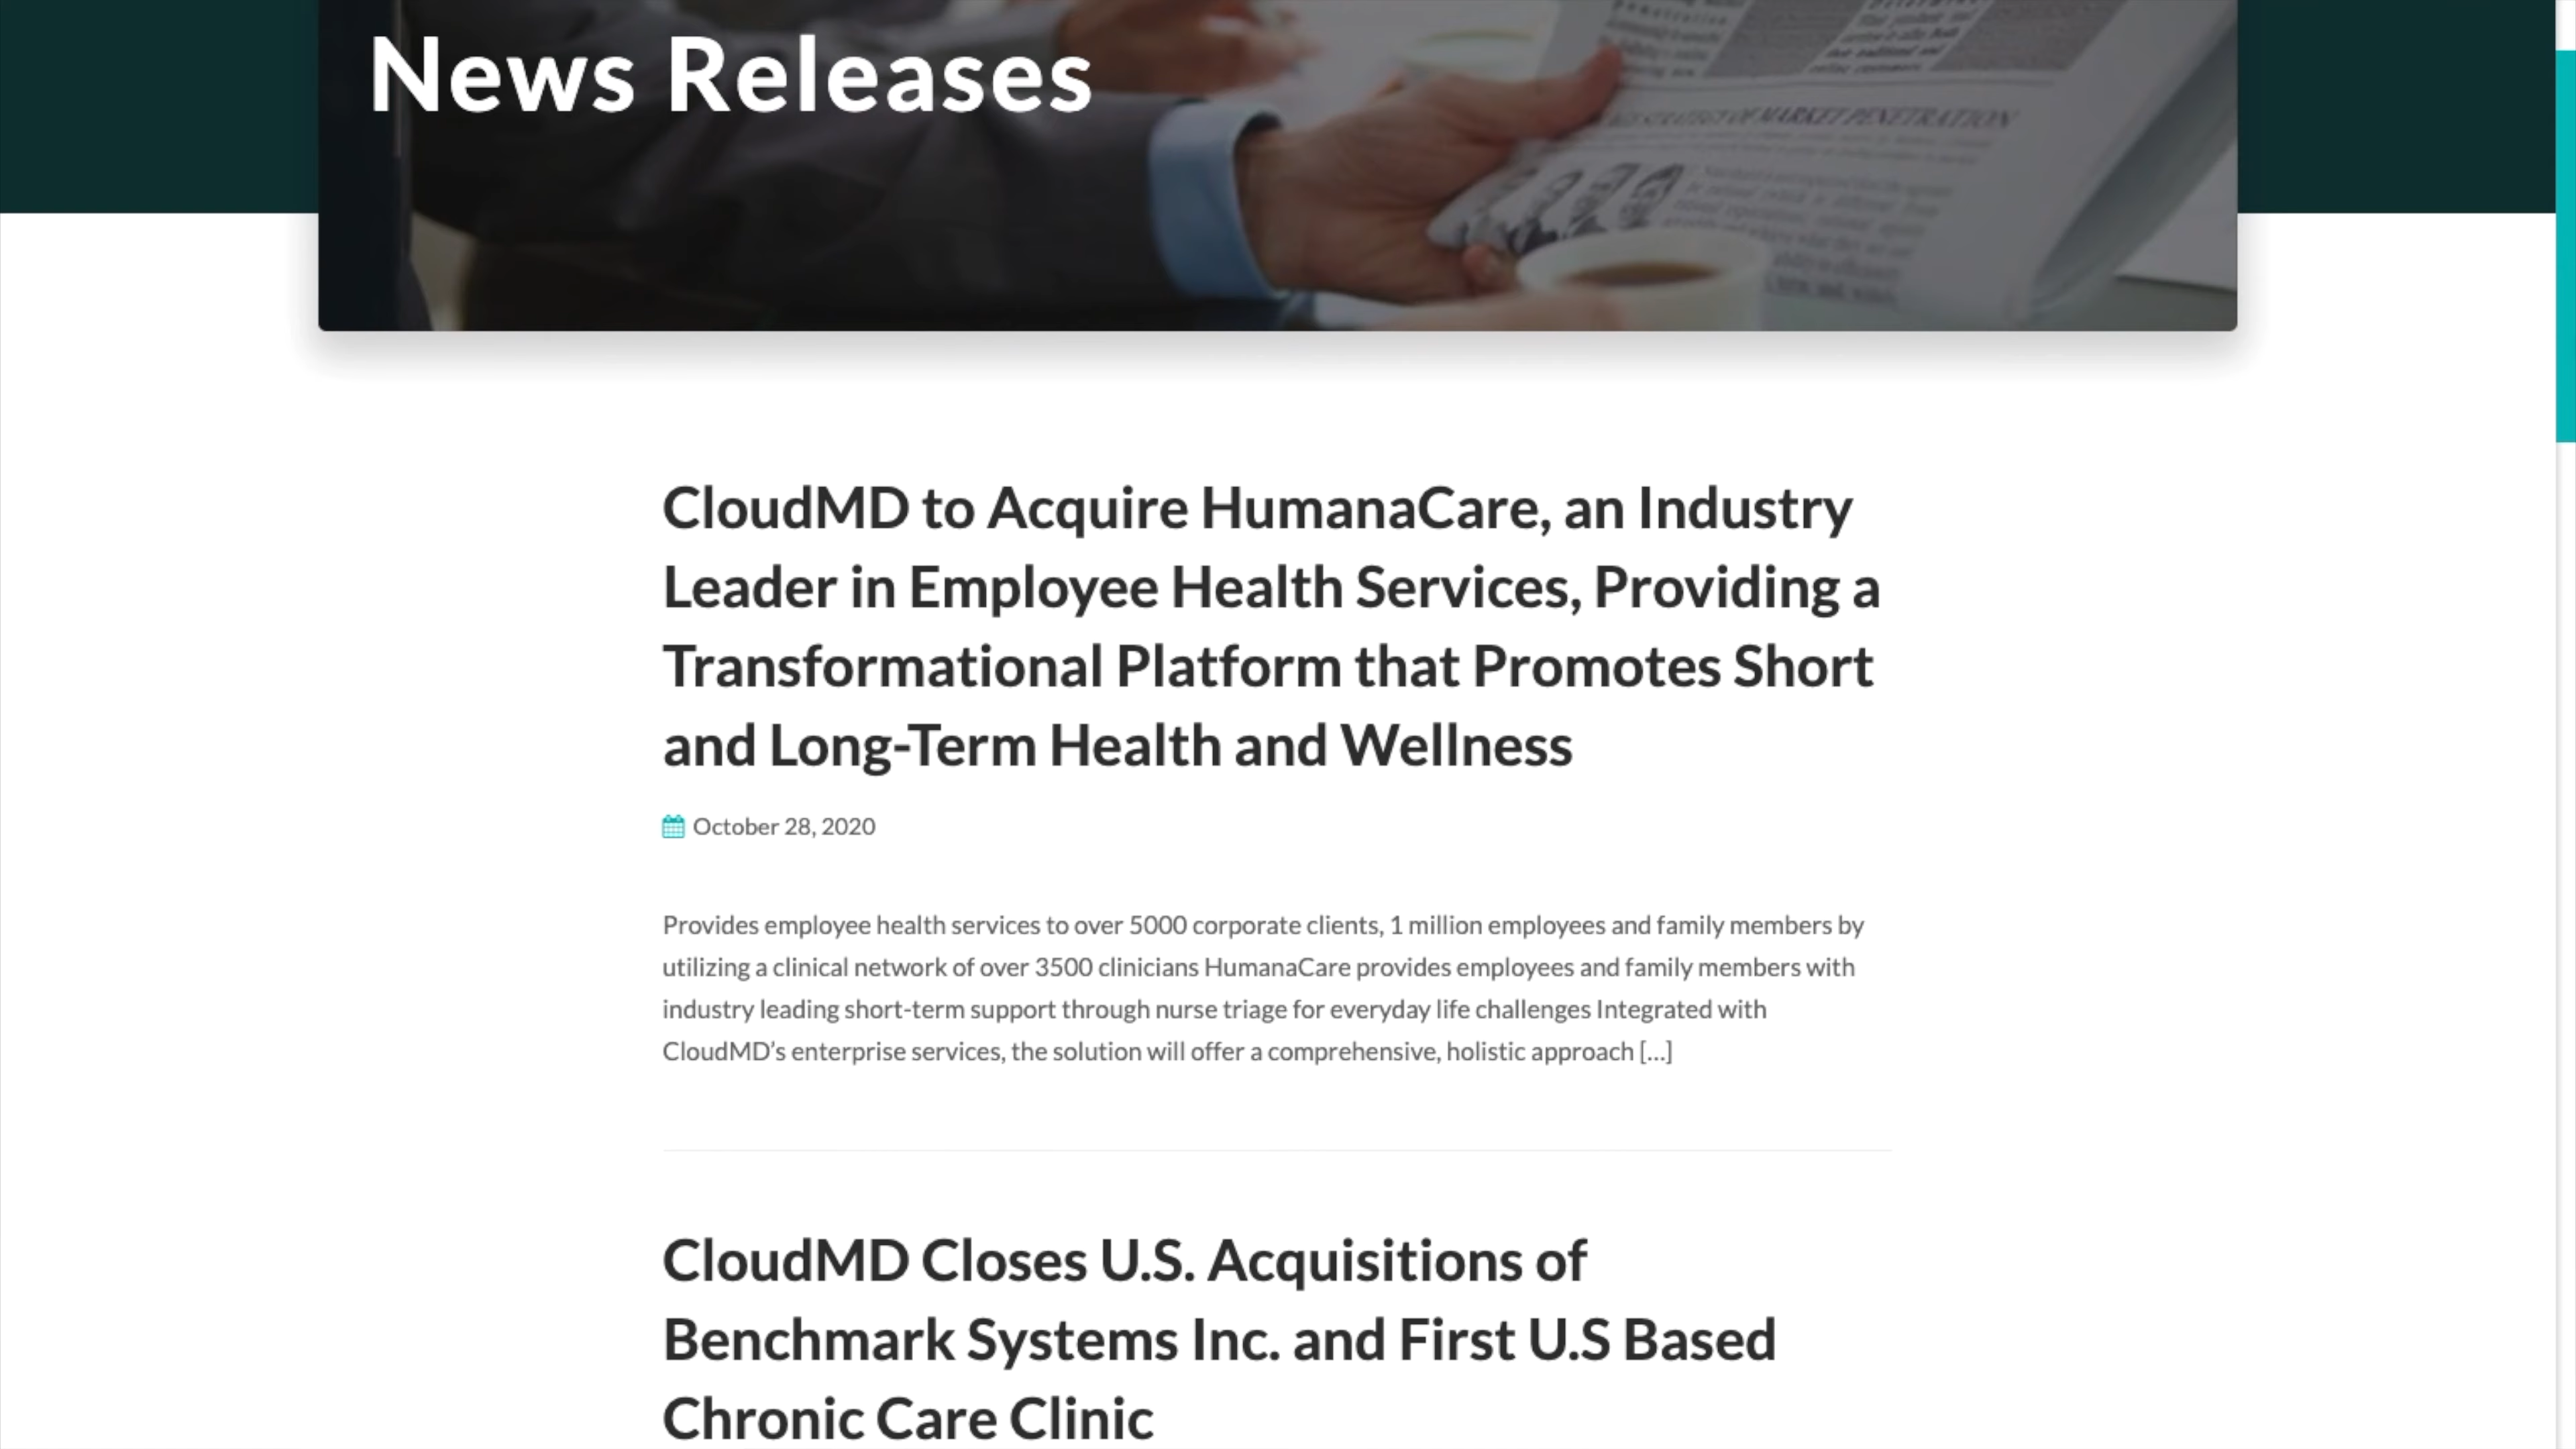 News Releases
STRATEGY OF MARKET PENETRATION
CloudMD to Acquire HumanaCare, an Industry
Leader in Employee Health Services, Providing a
Transformational Platform that Promotes Short
and Long-Term Health and Wellness
October 28, 2020
Provides employee health services to over 5000 corporate clients, 1 million employees and family members by
utilizing a clinical network of over 3500 clinicians HumanaCare provides employees and family members with
industry leading short-term support through nurse triage for everyday life challenges Integrated with
CloudMD’s enterprise services, the solution will offer a comprehensive, holistic approach [...]
CloudMD Closes U.S. Acquisitions of
Benchmark Systems Inc. and First U.S Based
Chronic Care Clinic